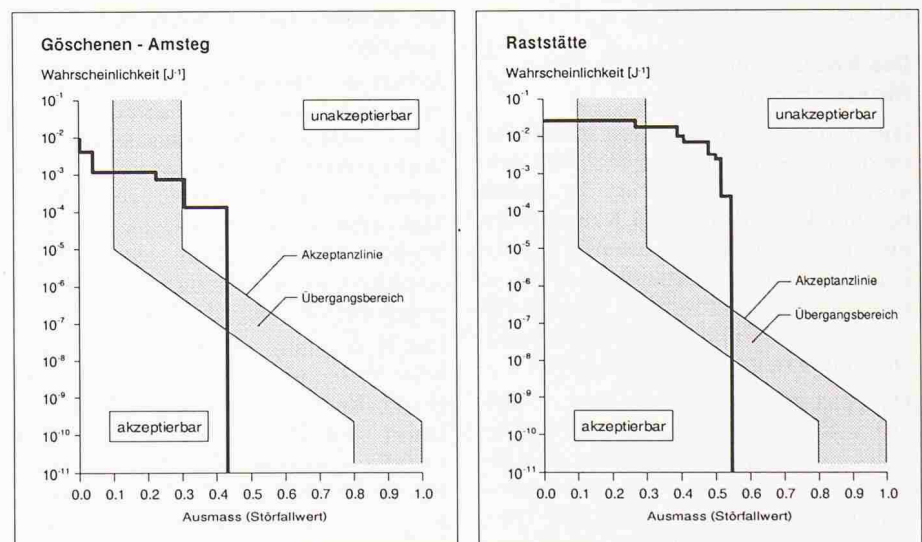 Göschenen - Amsteg
Wahrscheinlichkeit [J-1]
10-1
10-2
10-3
10-4
10-5
10-6
10-7
10-8
10-9
10-10
10-11
unakzeptierbar
Akzeptanzlinie
Übergangsbereich
akzeptierbar
0.0 0.1 0.2 0.3 0.4 0.5 0.6 0.7 0.8 0.9 1.0
Ausmass (Störfallwert)
Raststätte
Wahrscheinlichkeit [J-1]
10-1
10-2
10-3
10-4
10-5
10-6
10-7
10-8
10-9
10-10
10-11
unakzeptierbar
Akzeptanzlinie
Übergangsbereich
akzeptierbar
0.0 0.1 0.2 0.3 0.4 0.5 0.6 0.7 0.8 0.9 1.0
Ausmass (Störfallwert)